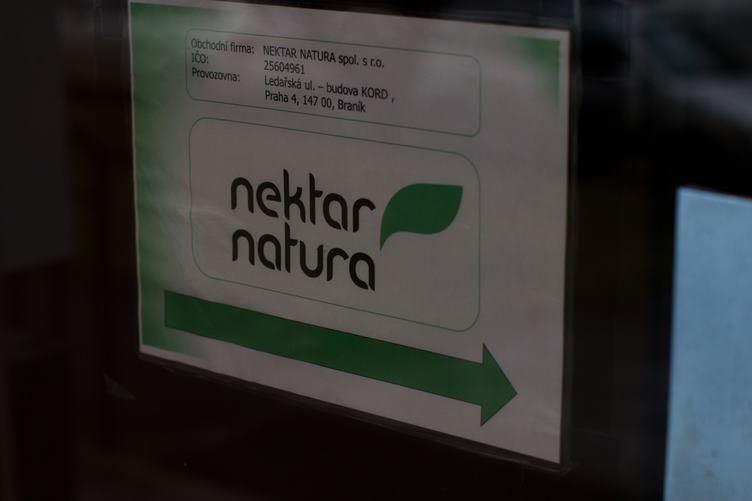 Obchodní firma: NEKTAR NATURA spol. s r.o.
IČO: 25604961
Provozovna: Ledařská ul. – budova KORD ,
Praha 4, 147 00, Braník
nektar
natura